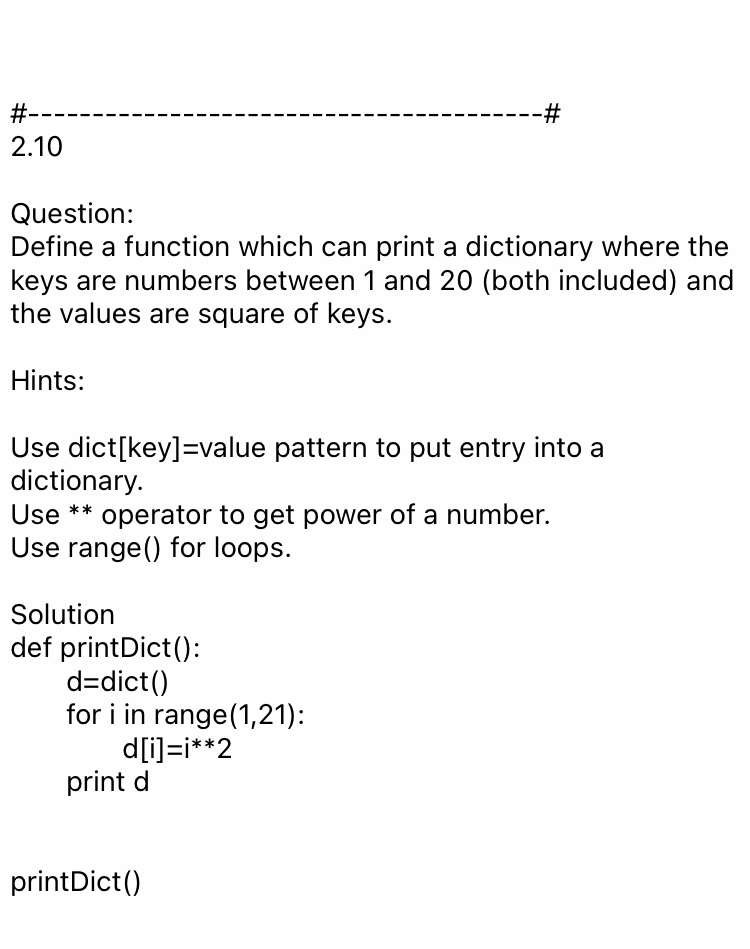 #----------------------------------------#
2.10
Question:
Define a function which can print a dictionary where the
keys are numbers between 1 and 20 (both included) and
the values are square of keys.
Hints:
Use dict[key]=value pattern to put entry into a
dictionary.
Use ** operator to get power of a number.
Use range() for loops.
Solution
def printDict():
    d=dict()
    for i in range(1,21):
        d[i]=i**2
    print d
printDict()